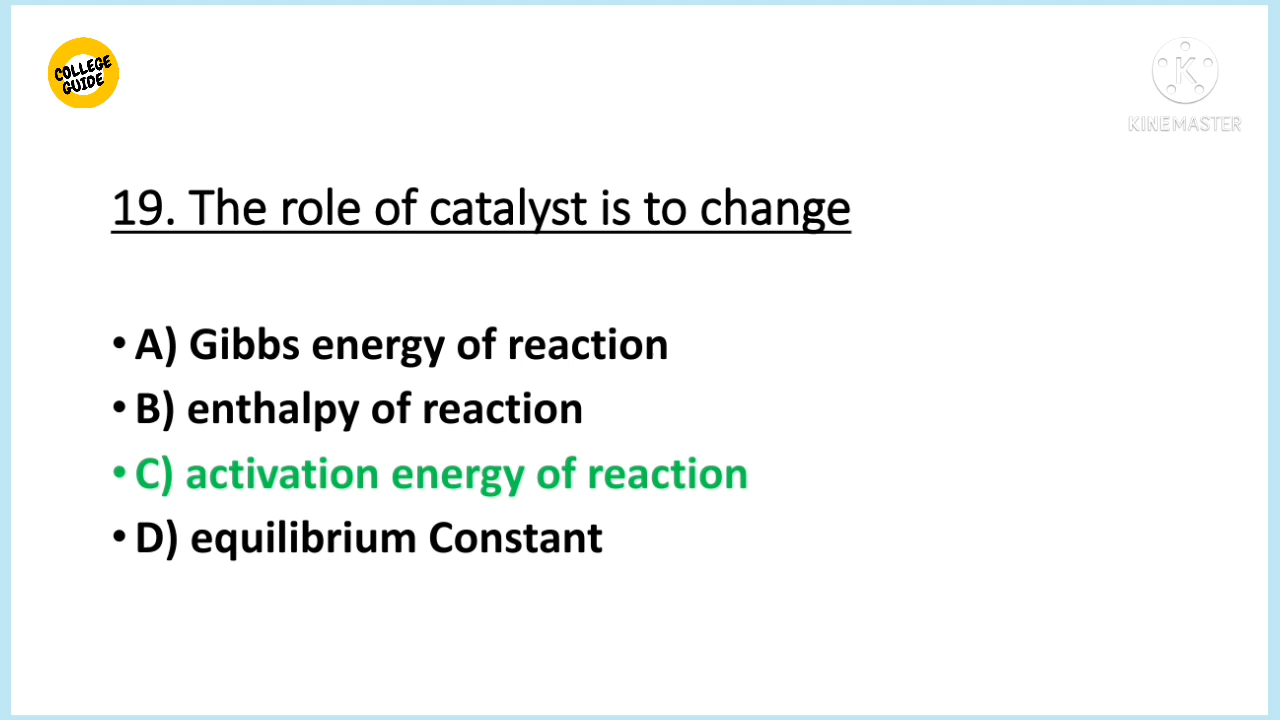 COLLEGE
GUIDE
K
KINEMASTER
19. The role of catalyst is to change
• A) Gibbs energy of reaction
• B) enthalpy of reaction
• C) activation energy of reaction
• D) equilibrium Constant